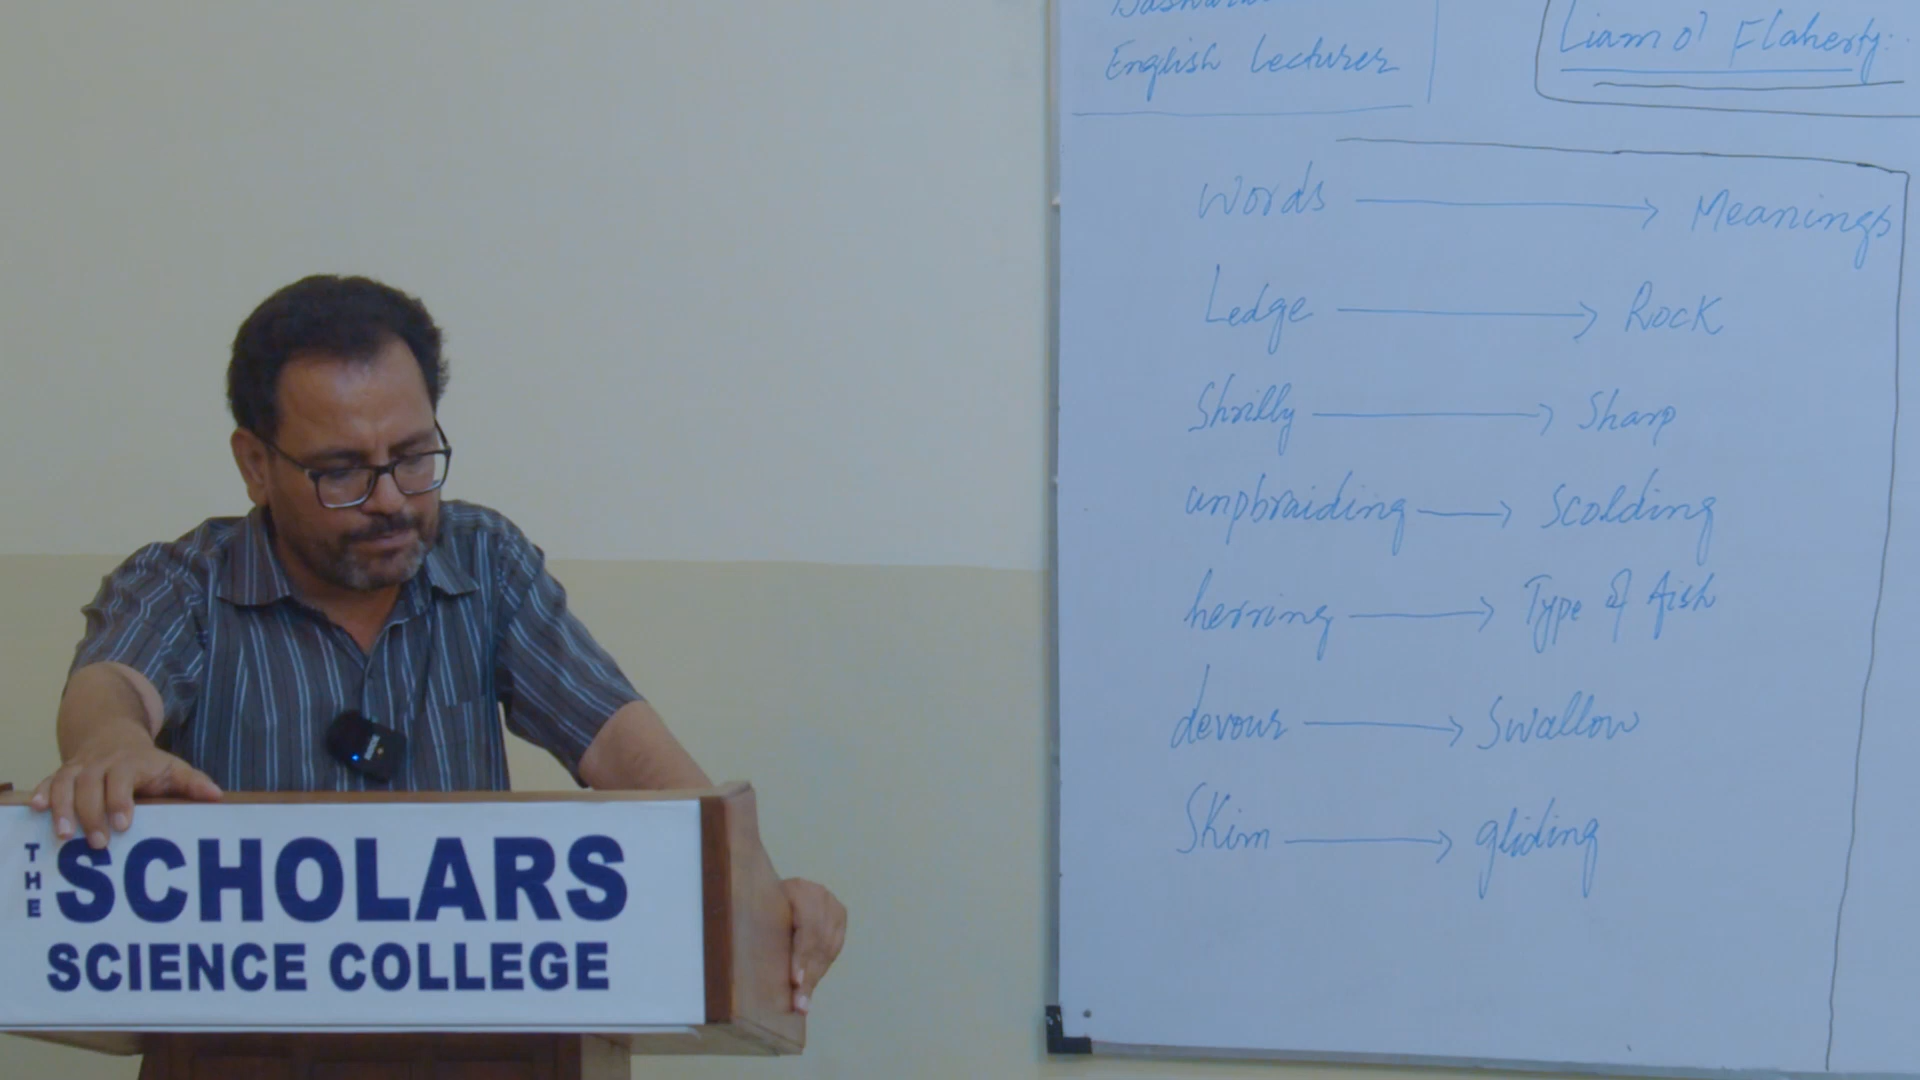 English Lecturer
Liam o' Flaherty:
Words → Meanings
Ledge → Rock
Shrilly → Sharp
unpbraiding → Scolding
herring → Type of fish
devour → Swallow
Skim → gliding
THE SCHOLARS
SCIENCE COLLEGE